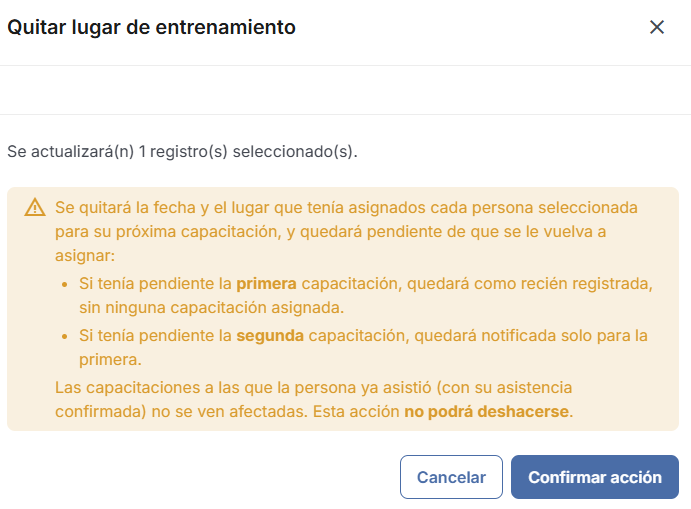 Quitar lugar de entrenamiento
Se actualizará(n) 1 registro(s) seleccionado(s).
Se quitará la fecha y el lugar que tenía asignados cada persona seleccionada
para su próxima capacitación, y quedará pendiente de que se le vuelva a
asignar:
• Si tenía pendiente la primera capacitación, quedará como recién registrada,
sin ninguna capacitación asignada.
• Si tenía pendiente la segunda capacitación, quedará notificada solo para la
primera.
Las capacitaciones a las que la persona ya asistió (con su asistencia
confirmada) no se ven afectadas. Esta acción no podrá deshacerse.
Cancelar
Confirmar acción